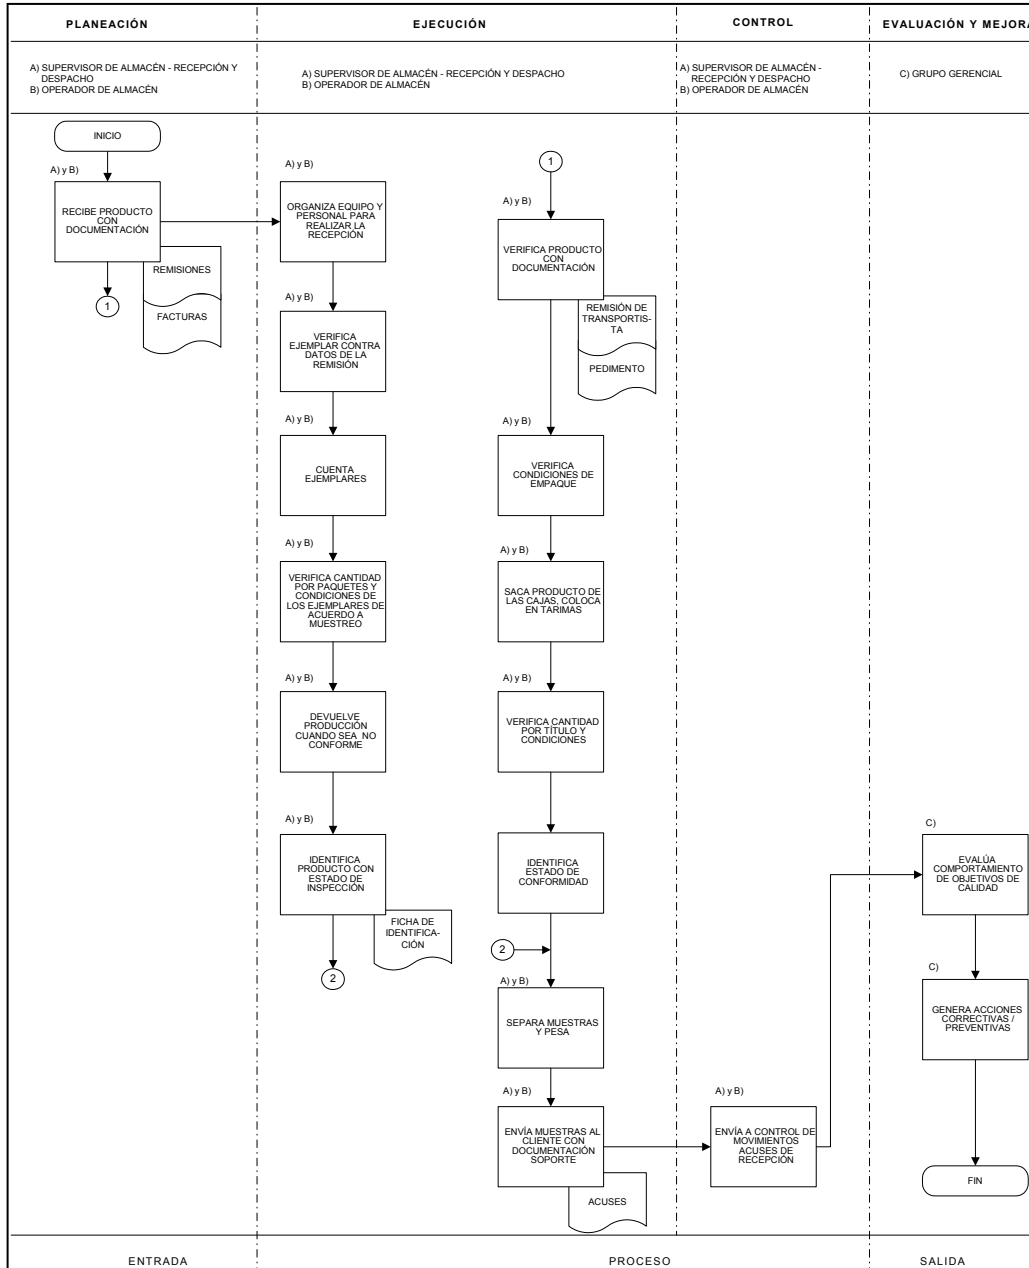 PLANEACIÓN
EJECUCIÓN
CONTROL
EVALUACIÓN Y MEJORA
A) SUPERVISOR DE ALMACÉN - RECEPCIÓN Y
DESPACHO
B) OPERADOR DE ALMACÉN
A) SUPERVISOR DE ALMACÉN - RECEPCIÓN Y DESPACHO
B) OPERADOR DE ALMACÉN
A) SUPERVISOR DE ALMACÉN -
RECEPCIÓN Y DESPACHO
B) OPERADOR DE ALMACÉN
C) GRUPO GERENCIAL
INICIO
A) y B)
RECIBE PRODUCTO
CON
DOCUMENTACIÓN
REMISIONES
FACTURAS
1
A) y B)
ORGANIZA EQUIPO Y
PERSONAL PARA
REALIZAR LA
RECEPCIÓN
A) y B)
VERIFICA
EJEMPLAR CONTRA
DATOS DE LA
REMISIÓN
A) y B)
CUENTA
EJEMPLARES
A) y B)
VERIFICA CANTIDAD
POR PAQUETES Y
CONDICIONES DE
LOS EJEMPLARES DE
ACUERDO A
MUESTREO
A) y B)
DEVUELVE
PRODUCCIÓN
CUANDO SEA NO
CONFORME
A) y B)
IDENTIFICA
PRODUCTO CON
ESTADO DE
INSPECCIÓN
FICHA DE
IDENTIFICA-
CIÓN
2
1
A) y B)
VERIFICA PRODUCTO
CON
DOCUMENTACIÓN
REMISIÓN DE
TRANSPORTIS-
TA
PEDIMENTO
A) y B)
VERIFICA
CONDICIONES DE
EMPAQUE
A) y B)
SACA PRODUCTO DE
LAS CAJAS, COLOCA
EN TARIMAS
A) y B)
VERIFICA CANTIDAD
POR TÍTULO Y
CONDICIONES
IDENTIFICA
ESTADO DE
CONFORMIDAD
2
A) y B)
SEPARA MUESTRAS
Y PESA
A) y B)
ENVÍA MUESTRAS AL
CLIENTE CON
DOCUMENTACIÓN
SOPORTE
ACUSES
A) y B)
ENVÍA A CONTROL DE
MOVIMIENTOS
ACUSES DE
RECEPCIÓN
C)
EVALÚA
COMPORTAMIENTO
DE OBJETIVOS DE
CALIDAD
C)
GENERA ACCIONES
CORRECTIVAS /
PREVENTIVAS
FIN
ENTRADA
PROCESO
SALIDA